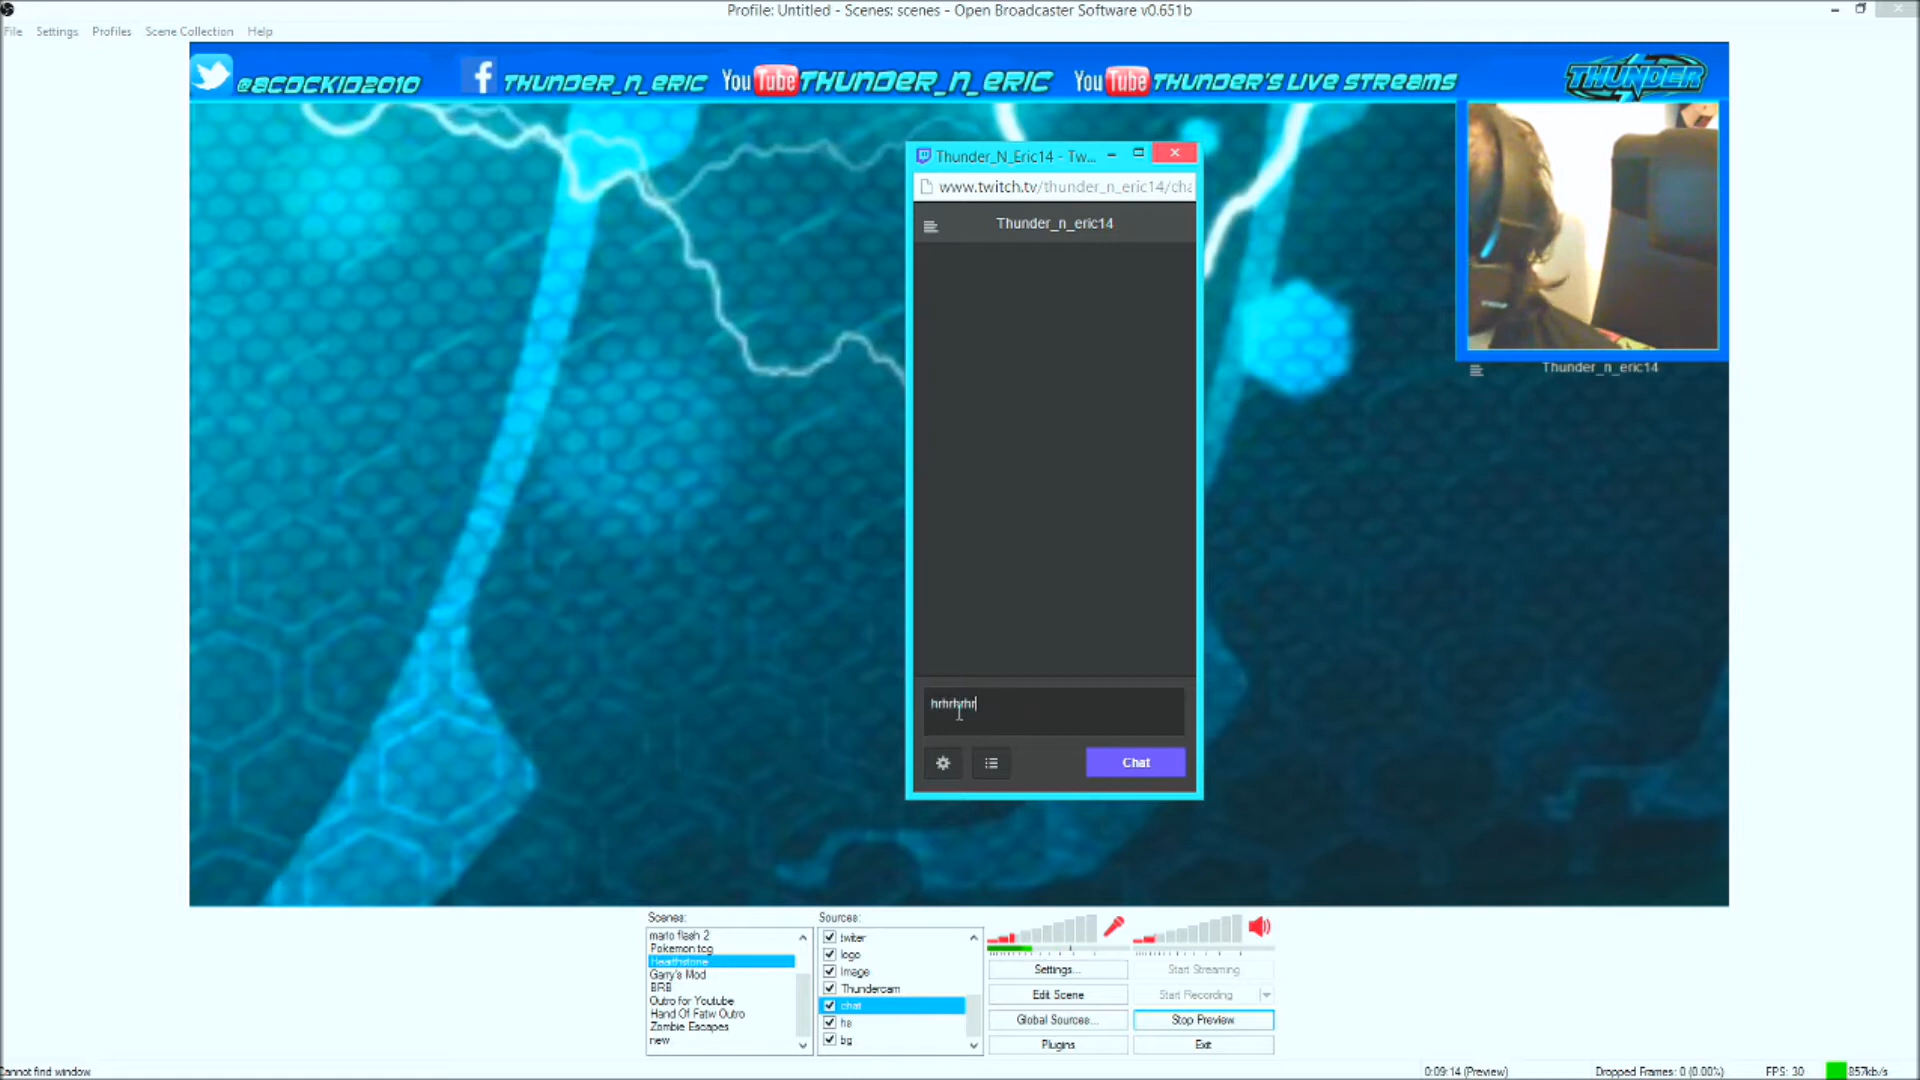 Profile: Untitled - Scenes: scenes - Open Broadcaster Software v0.651b
File Settings Profiles Scene Collection Help
@ACDCKID2010 THUNDER_N_ERIC You Tube THUNDER_N_ERIC You Tube THUNDER'S LIVE STREAMS THUNDER
Thunder_N_Eric14 - Tw...
www.twitch.tv/thunder_n_eric14/cha
Thunder_n_eric14
Thunder_n_eric14
hrhrhrhr
Chat
Scenes:
mario flash 2
Pokemon tcg
Hearthstone
Garry's Mod
BRB
Outro for Youtube
Hand Of Fatw Outro
Zombie Escapes
new
Sources:
twiter
logo
Image
Thundercam
chat
hs
bg
Settings... Start Streaming
Edit Scene Start Recording
Global Sources... Stop Preview
Plugins Exit
Cannot find window 0:09:14 (Preview) Dropped Frames: 0 (0.00%) FPS: 30 857kb/s